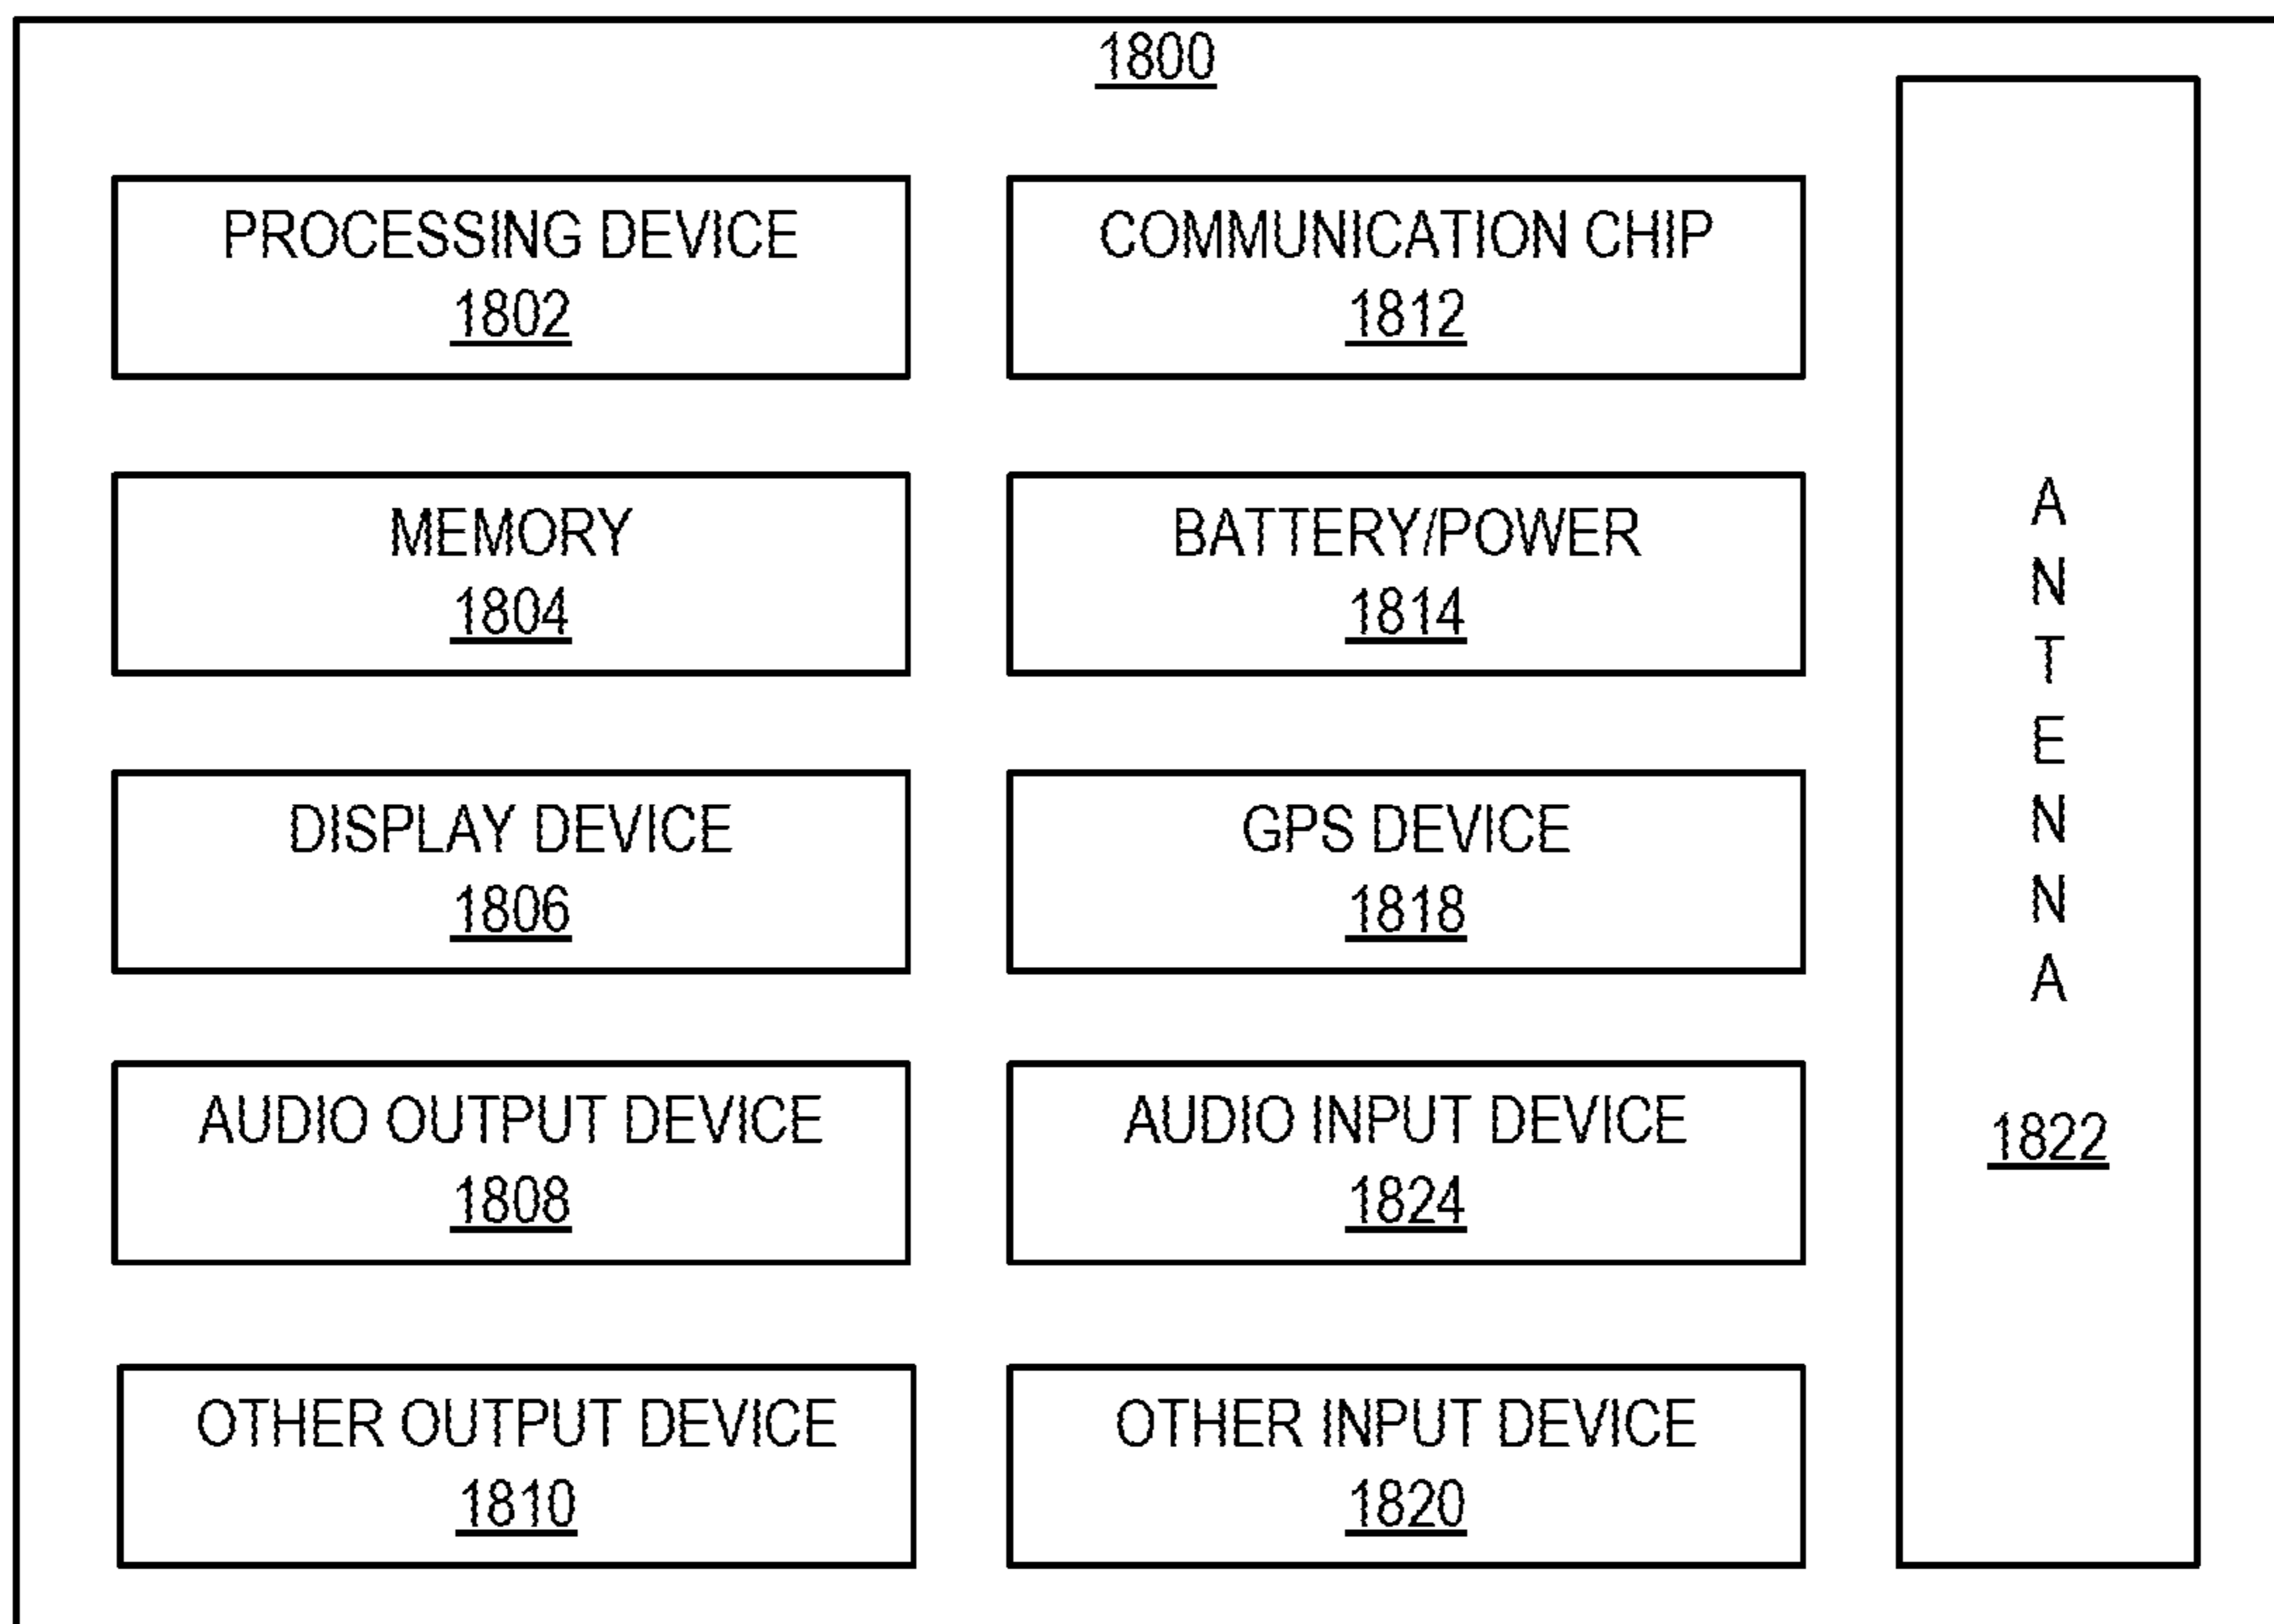 1800
PROCESSING DEVICE
1802
COMMUNICATION CHIP
1812
MEMORY
1804
BATTERY/POWER
1814
DISPLAY DEVICE
1806
GPS DEVICE
1818
AUDIO OUTPUT DEVICE
1808
AUDIO INPUT DEVICE
1824
OTHER OUTPUT DEVICE
1810
OTHER INPUT DEVICE
1820
ANTENNA
1822